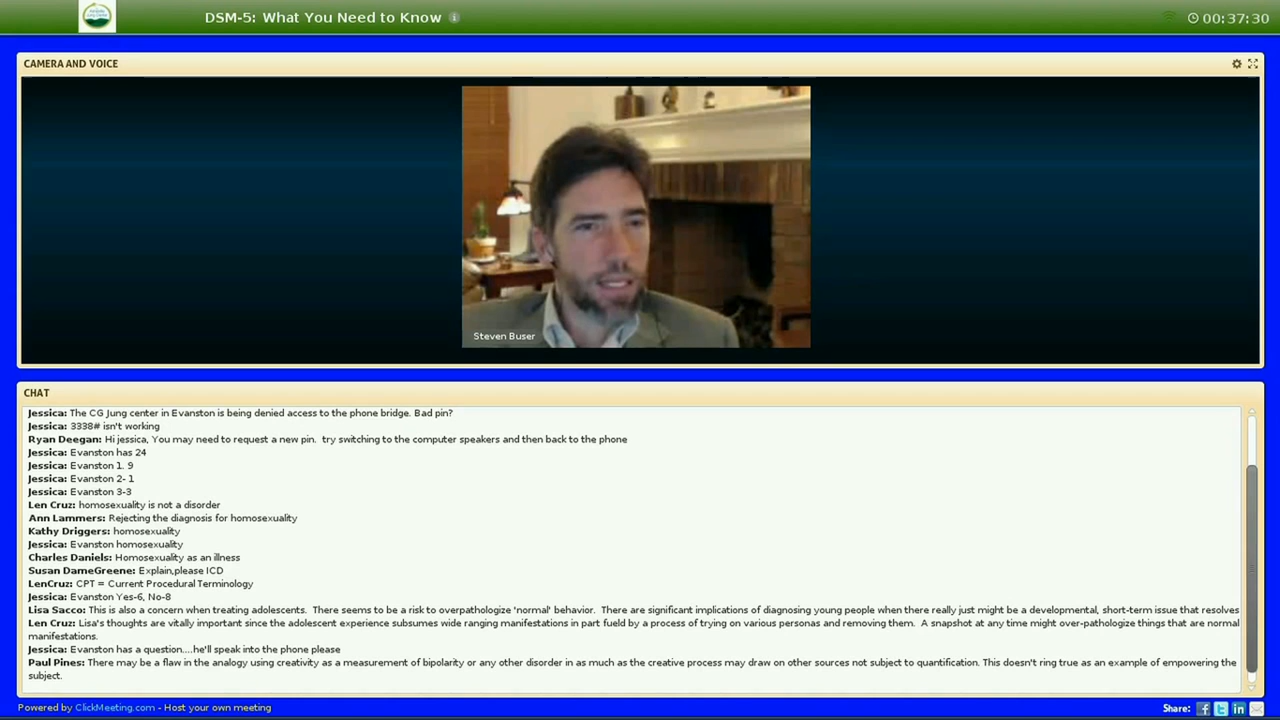 DSM-5: What You Need to Know
00:37:30
CAMERA AND VOICE
Steven Buser
CHAT
Jessica: The CG Jung center in Evanston is being denied access to the phone bridge. Bad pin?
Jessica: 3338# isn't working
Ryan Deegan: Hi jessica, You may need to request a new pin.  try switching to the computer speakers and then back to the phone
Jessica: Evanston has 24
Jessica: Evanston 1. 9
Jessica: Evanston 2- 1
Jessica: Evanston 3-3
Len Cruz: homosexuality is not a disorder
Ann Lammers: Rejecting the diagnosis for homosexuality
Kathy Driggers: homosexuality
Jessica: Evanston homosexuality
Charles Daniels: Homosexuality as an illness
Susan DameGreene: Explain,please ICD
LenCruz: CPT = Current Procedural Terminology
Jessica: Evanston Yes-6, No-8
Lisa Sacco: This is also a concern when treating adolescents.  There seems to be a risk to overpathologize 'normal' behavior.  There are significant implications of diagnosing young people when there really just might be a developmental, short-term issue that resolves
Len Cruz: Lisa's thoughts are vitally important since the adolescent experience subsumes wide ranging manifestations in part fueld by a process of trying on various personas and removing them.  A snapshot at any time might over-pathologize things that are normal
manifestations.
Jessica: Evanston has a question....he'll speak into the phone please
Paul Pines: There may be a flaw in the analogy using creativity as a measurement of bipolarity or any other disorder in as much as the creative process may draw on other sources not subject to quantification. This doesn't ring true as an example of empowering the
subject.
Powered by ClickMeeting.com - Host your own meeting
Share: